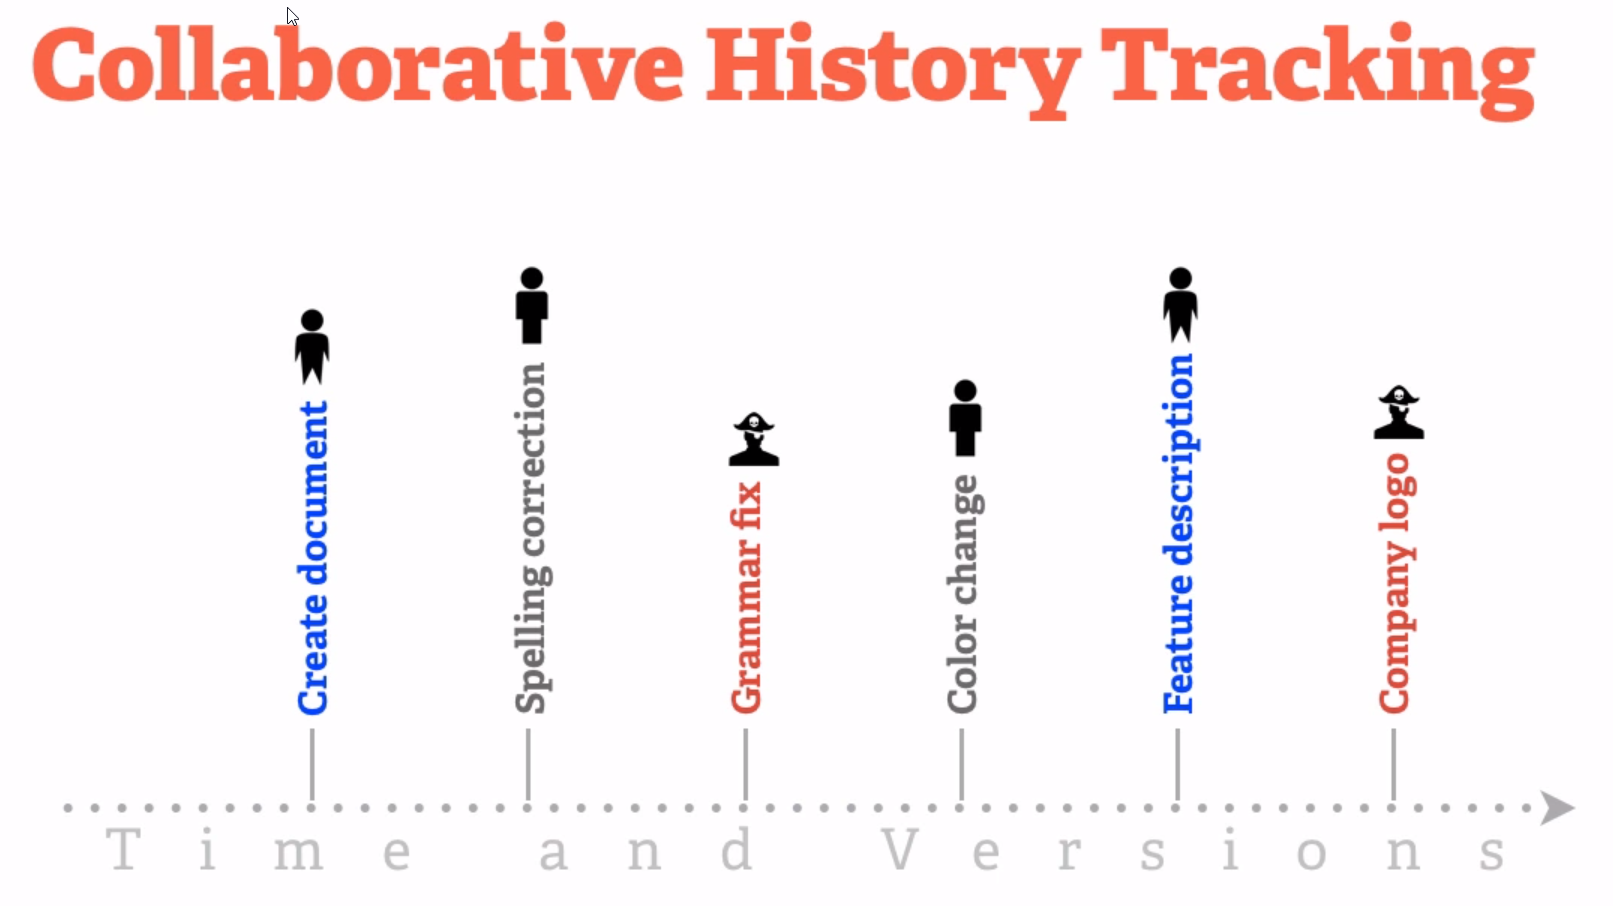 Collaborative History Tracking
Create document
Spelling correction
Grammar fix
Color change
Feature description
Company logo
Time and Versions